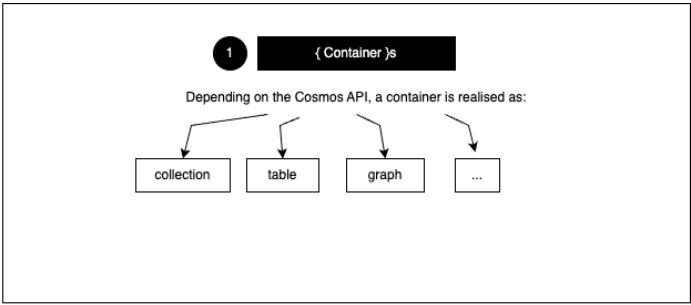 1
{ Container }s
Depending on the Cosmos API, a container is realised as:
collection
table
graph
...